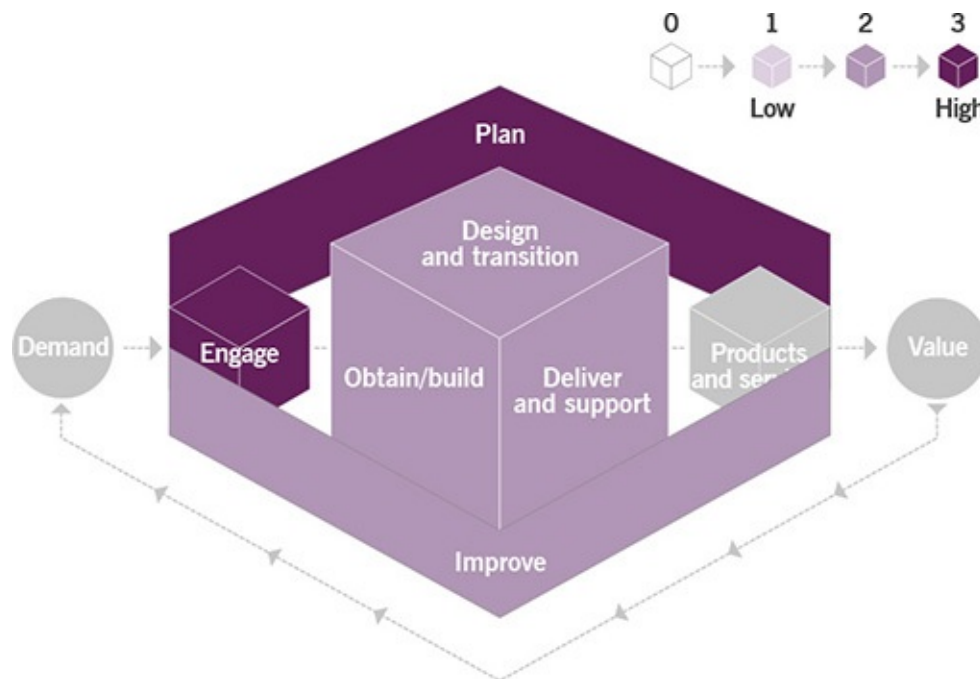 0 1 2 3
Low High
Plan
Design
and transition
Demand
Engage
Obtain/build
Deliver
and support
Products
and
Value
Improve